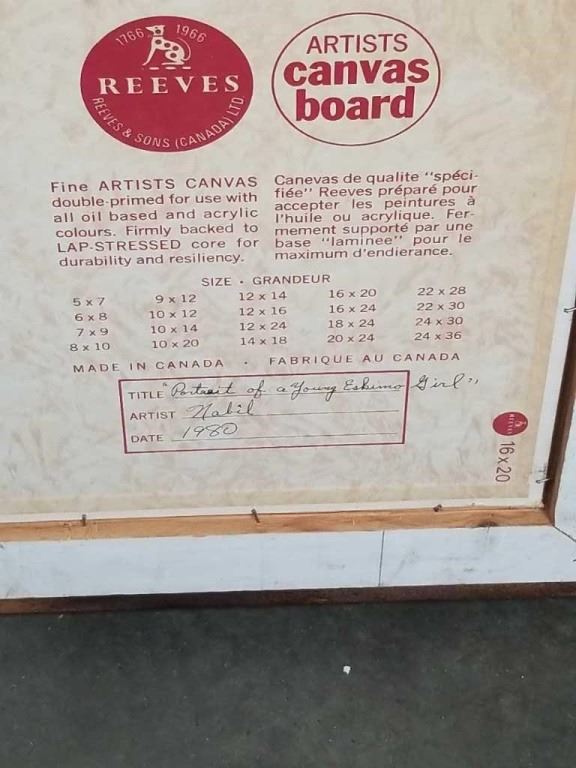 1766 1966
REEVES
REEVES & SONS (CANADA) LTD
ARTISTS
canvas
board
Fine ARTISTS CANVAS
double-primed for use with
all oil based and acrylic
colours. Firmly backed to
LAP-STRESSED core for
durability and resiliency.
Canevas de qualite "spéci-
fiée" Reeves préparé pour
accepter les peintures à
l'huile ou acrylique. Fer-
mement supporté par une
base "laminee" pour le
maximum d'endierance.
SIZE • GRANDEUR
5 x 7 9 x 12 12 x 14 16 x 20 22 x 28
6 x 8 10 x 12 12 x 16 16 x 24 22 x 30
7 x 9 10 x 14 12 x 24 18 x 24 24 x 30
8 x 10 10 x 20 14 x 18 20 x 24 24 x 36
MADE IN CANADA • FABRIQUE AU CANADA
TITLE "Portrait of a Young Eskimo Girl"
ARTIST Nabil
DATE 1980
REEVES
16 x 20